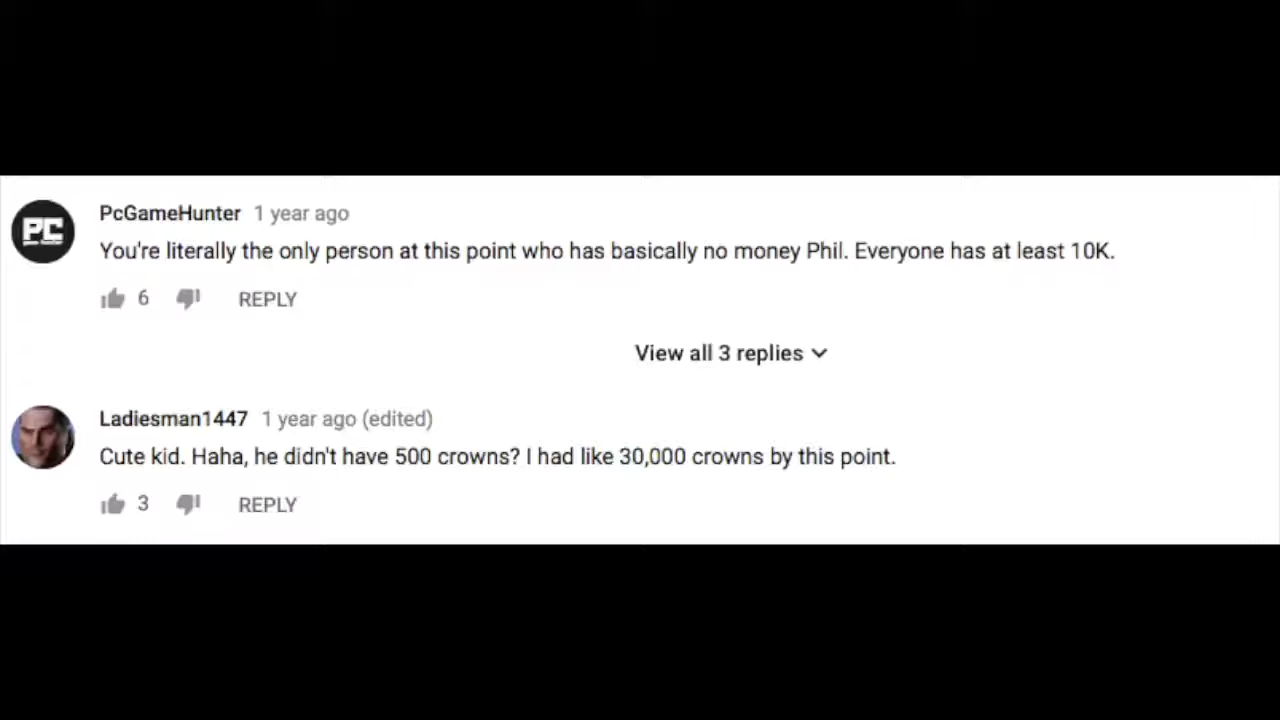 PC
PcGameHunter 1 year ago
You're literally the only person at this point who has basically no money Phil. Everyone has at least 10K.
6 REPLY
View all 3 replies
Ladiesman1447 1 year ago (edited)
Cute kid. Haha, he didn't have 500 crowns? I had like 30,000 crowns by this point.
3 REPLY